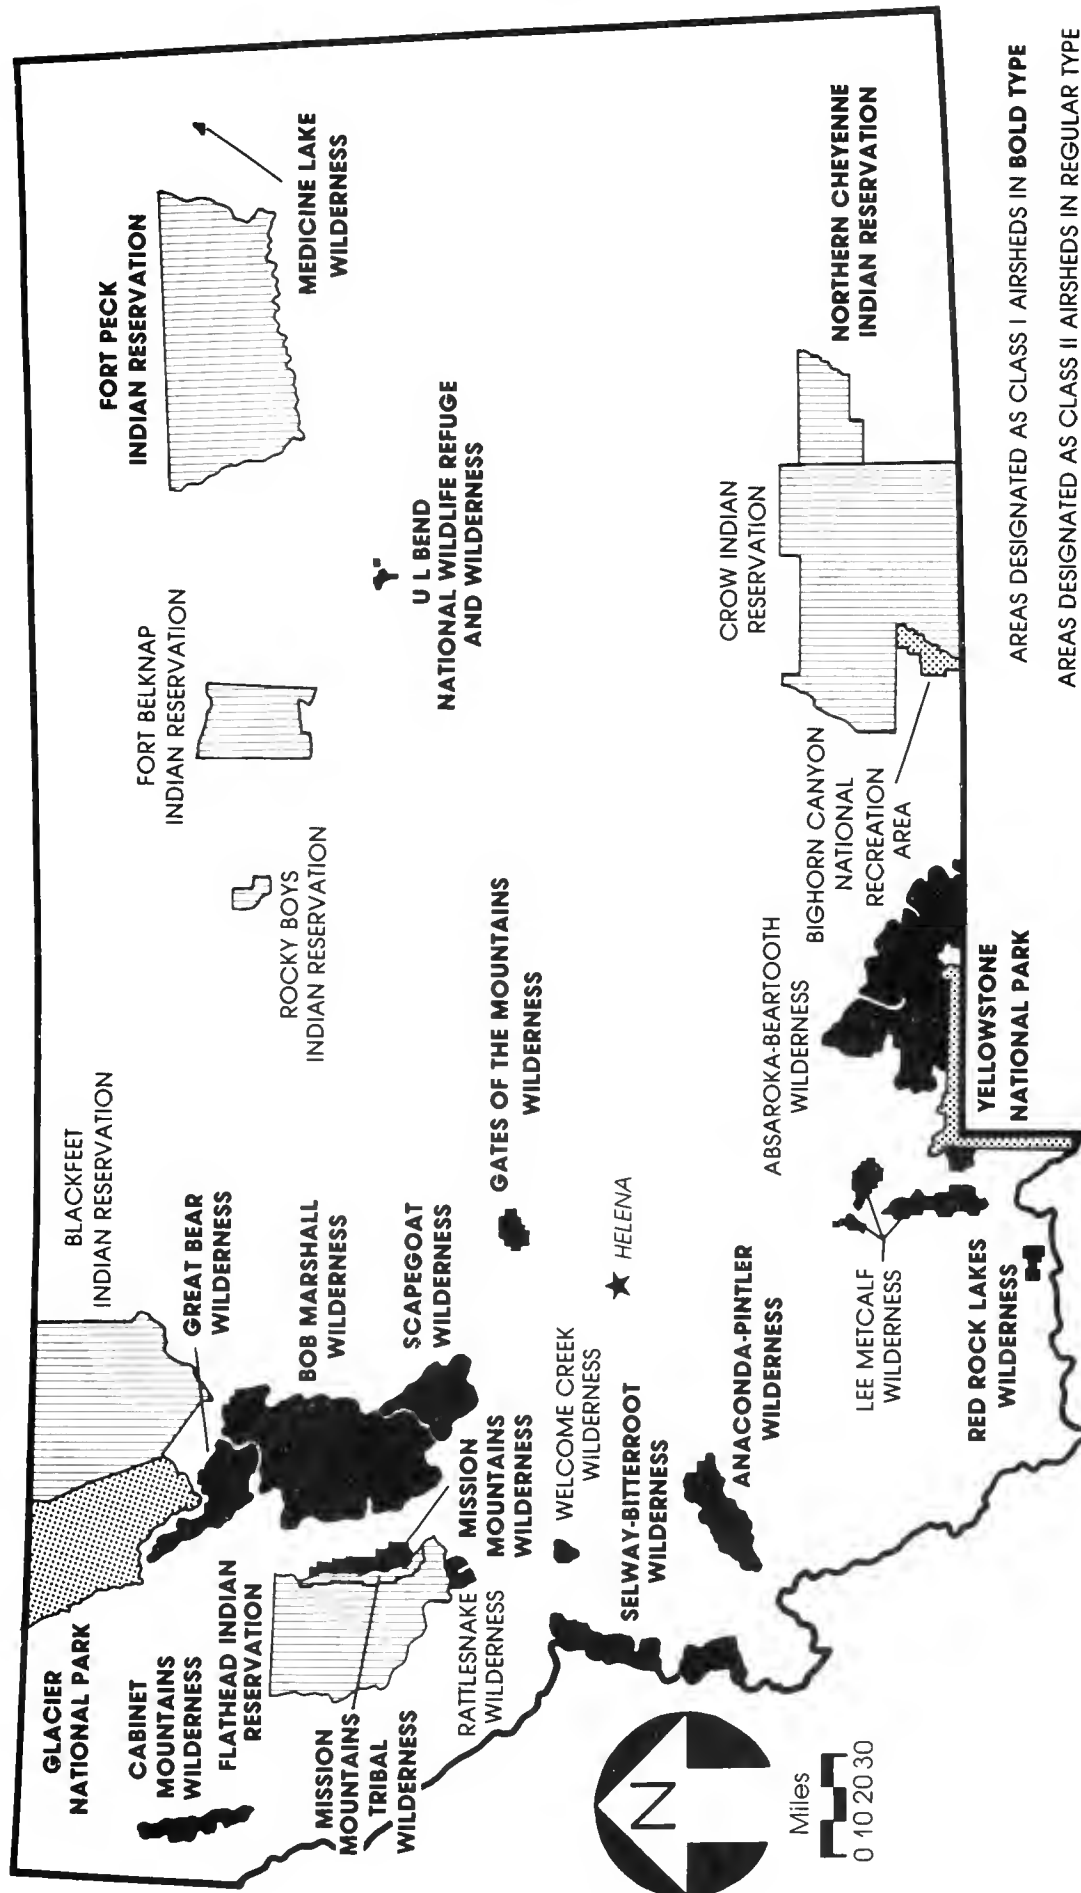 GLACIER
NATIONAL PARK
CABINET
MOUNTAINS
WILDERNESS
FLATHEAD INDIAN
RESERVATION
MISSION
MOUNTAINS
TRIBAL
WILDERNESS
BLACKFEET
INDIAN RESERVATION
GREAT BEAR
WILDERNESS
BOB MARSHALL
WILDERNESS
SCAPEGOAT
WILDERNESS
MISSION
MOUNTAINS
WILDERNESS
RATTLESNAKE
WILDERNESS
WELCOME CREEK
WILDERNESS
SELWAY-BITTERROOT
WILDERNESS
ANACONDA-PINTLER
WILDERNESS
HELENA
GATES OF THE MOUNTAINS
WILDERNESS
ROCKY BOYS
INDIAN RESERVATION
FORT BELKNAP
INDIAN RESERVATION
FORT PECK
INDIAN RESERVATION
MEDICINE LAKE
WILDERNESS
U L BEND
NATIONAL WILDLIFE REFUGE
AND WILDERNESS
CROW INDIAN
RESERVATION
NORTHERN CHEYENNE
INDIAN RESERVATION
BIGHORN CANYON
NATIONAL
RECREATION
AREA
ABSAROKA-BEARTOOTH
WILDERNESS
YELLOWSTONE
NATIONAL PARK
LEE METCALF
WILDERNESS
RED ROCK LAKES
WILDERNESS
N
Miles
0 10 20 30
AREAS DESIGNATED AS CLASS I AIRSHEDS IN BOLD TYPE
AREAS DESIGNATED AS CLASS II AIRSHEDS IN REGULAR TYPE